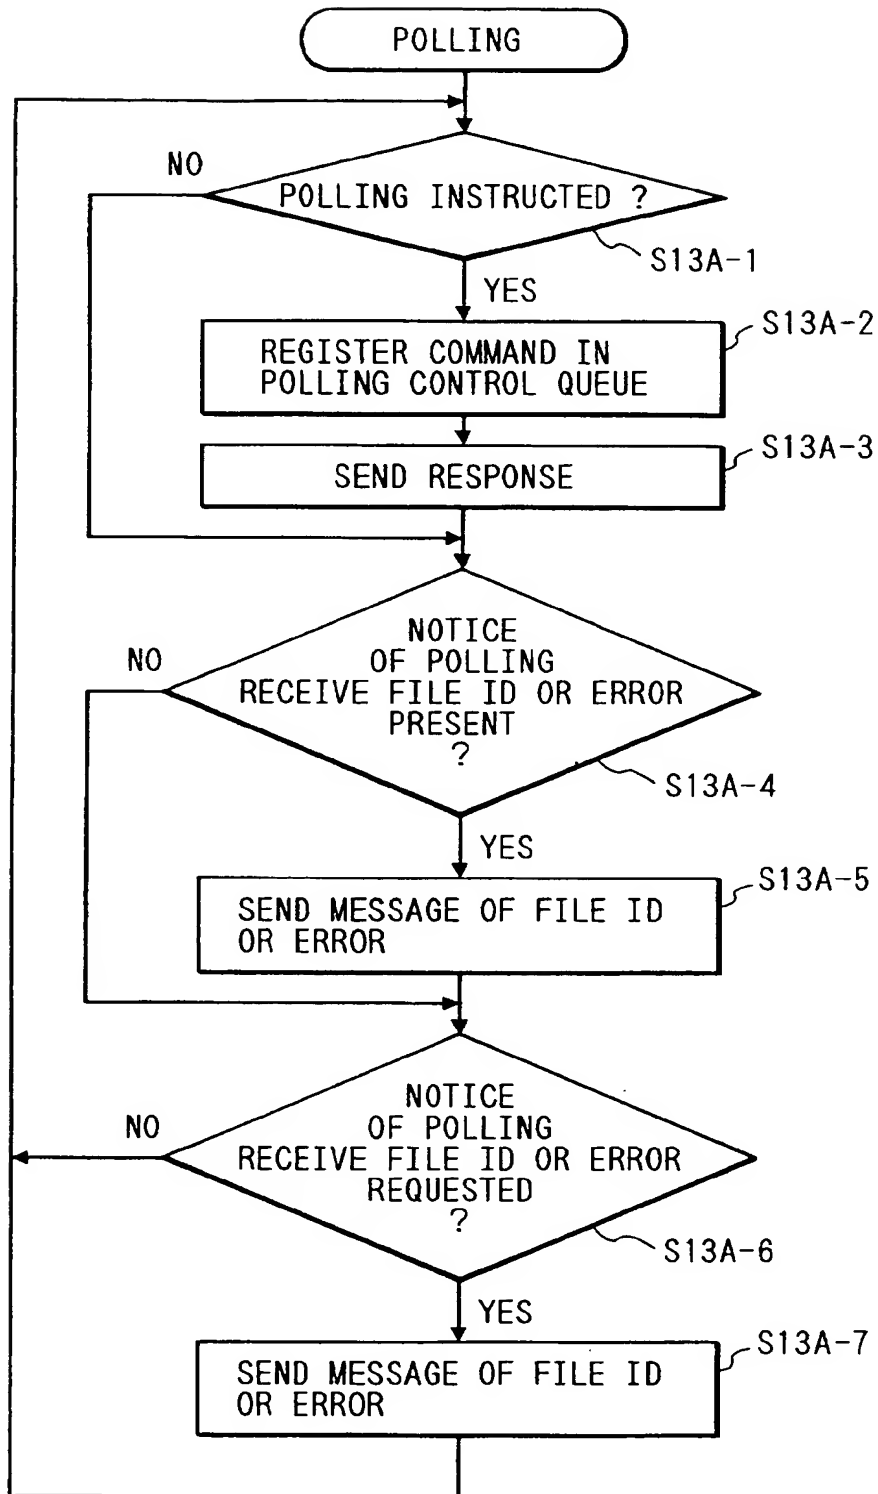 POLLING
NO
POLLING INSTRUCTED ?
S13A-1
YES
S13A-2
REGISTER COMMAND IN
POLLING CONTROL QUEUE
S13A-3
SEND RESPONSE
NOTICE
OF POLLING
RECEIVE FILE ID OR ERROR
PRESENT
?
NO
S13A-4
YES
S13A-5
SEND MESSAGE OF FILE ID
OR ERROR
NOTICE
OF POLLING
RECEIVE FILE ID OR ERROR
REQUESTED
?
NO
S13A-6
YES
S13A-7
SEND MESSAGE OF FILE ID
OR ERROR